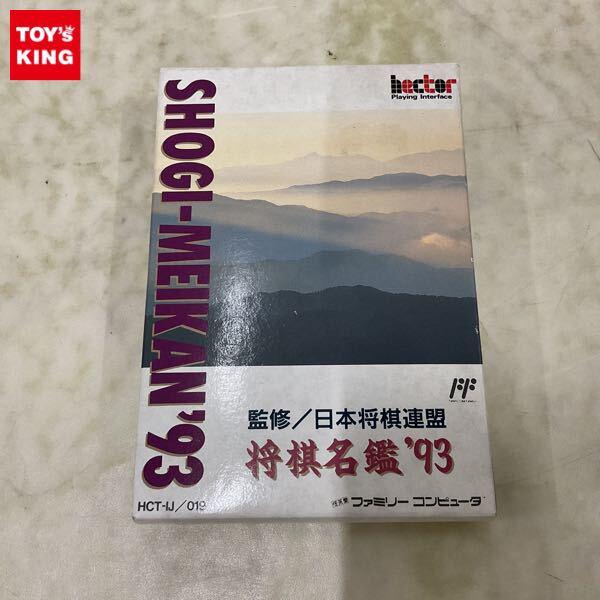 TOY's
KING
hector
Playing Interface
SHOGI-MEIKAN'93
監修／日本将棋連盟
将棋名鑑'93
HCT-IJ／019
ファミリー コンピュータ